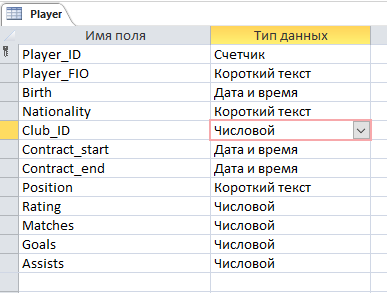 Player
Имя поля Тип данных
Player_ID Счетчик
Player_FIO Короткий текст
Birth Дата и время
Nationality Короткий текст
Club_ID Числовой
Contract_start Дата и время
Contract_end Дата и время
Position Короткий текст
Rating Числовой
Matches Числовой
Goals Числовой
Assists Числовой